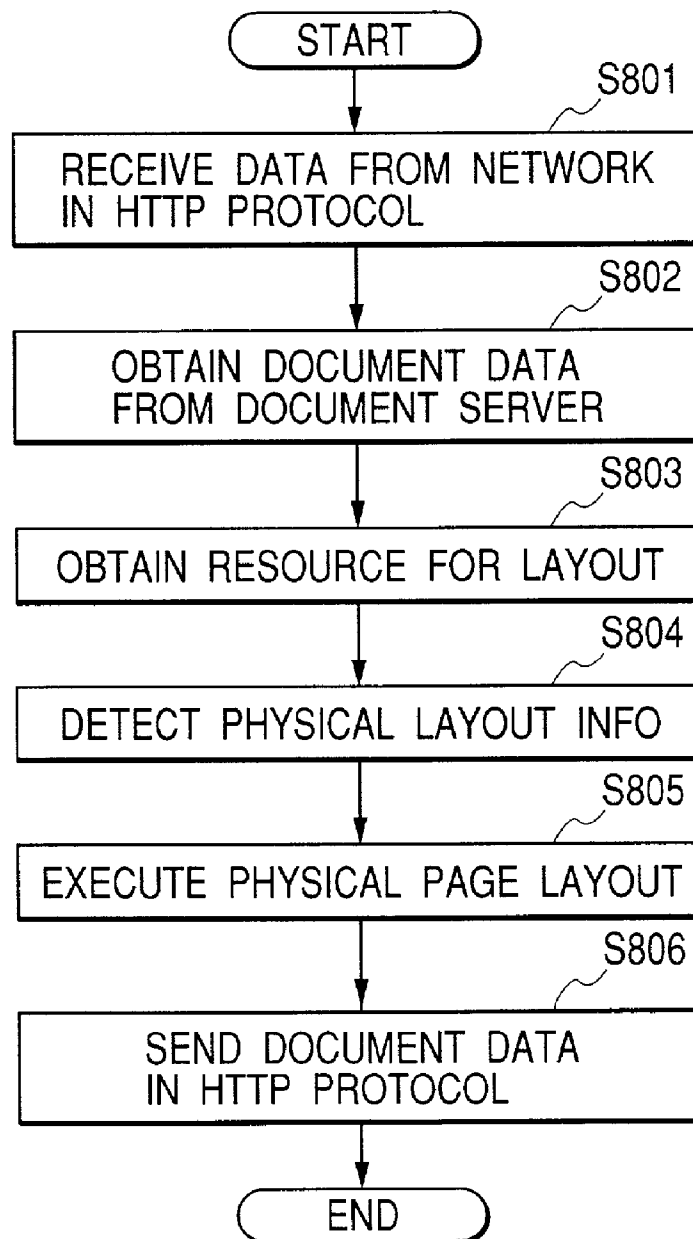 START
S801
RECEIVE DATA FROM NETWORK
IN HTTP PROTOCOL
S802
OBTAIN DOCUMENT DATA
FROM DOCUMENT SERVER
S803
OBTAIN RESOURCE FOR LAYOUT
S804
DETECT PHYSICAL LAYOUT INFO
S805
EXECUTE PHYSICAL PAGE LAYOUT
S806
SEND DOCUMENT DATA
IN HTTP PROTOCOL
END